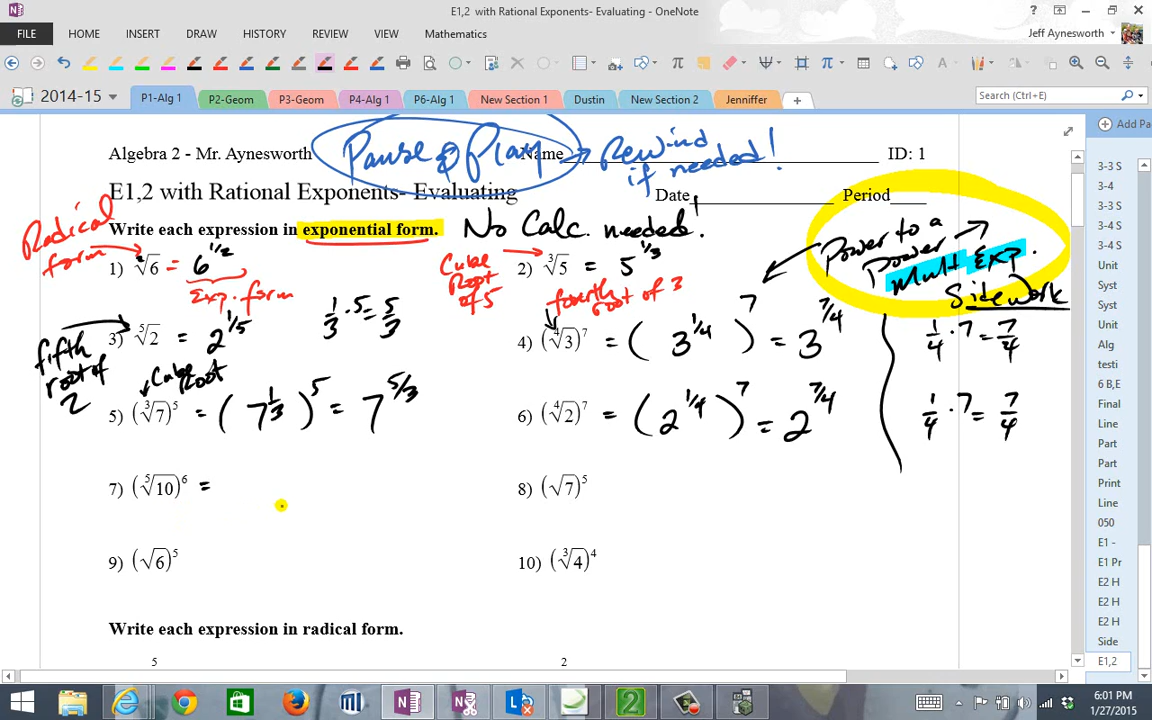 E1,2 with Rational Exponents- Evaluating - OneNote
FILE HOME INSERT DRAW HISTORY REVIEW VIEW Mathematics Jeff Aynesworth
2014-15 P1-Alg 1 P2-Geom P3-Geom P4-Alg 1 P6-Alg 1 New Section 1 Dustin New Section 2 Jenniffer Search (Ctrl+E)
Add Pa
3-3 S
3-4
3-4 S
3-4 S
3-4 S
Unit
Syst
Syst
Unit
Alg
testi
6 B,E
Final
Line
Part
Part
Print
Line
050
E1 -
E1 Pr
E2 H
E2 H
E2 H
Side
E1,2
Algebra 2 - Mr. Aynesworth Pause & Play Name → Rewind if needed! ID: 1
E1,2 with Rational Exponents- Evaluating Date Period
Write each expression in exponential form. No Calc. needed!
Radical form
Power to a Power Mult Exp.
Sidework
1) ²√6 = 6^1/2
Exp. form
Cube Root of 5
2) ∛5 = 5^1/3
fifth root of 2
3) ⁵√2 = 2^1/5
1/3 · 5 = 5/3
fourth root of 3
4) (⁴√3)⁷ = (3^1/4)^7 = 3^7/4
1/4 · 7 = 7/4
Cube Root
5) (∛7)⁵ = (7^1/3)^5 = 7^5/3
6) (⁴√2)⁷ = (2^1/4)^7 = 2^7/4
1/4 · 7 = 7/4
7) (⁵√10)⁶ =
8) (√7)⁵
9) (√6)⁵
10) (∛4)⁴
Write each expression in radical form.
5 2
6:01 PM
1/27/2015